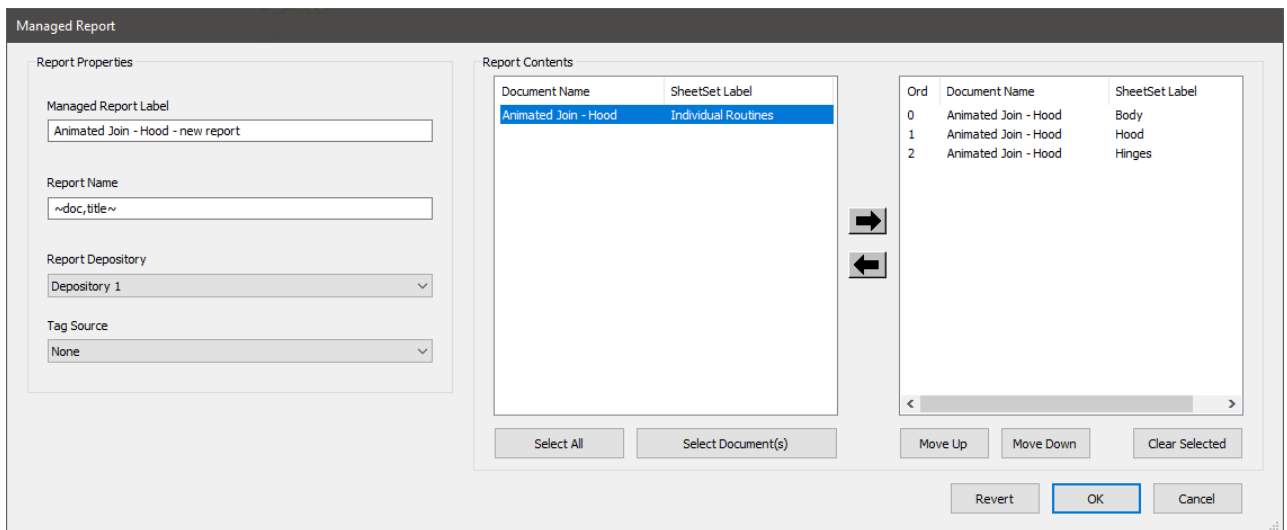 Managed Report
Report Properties
Managed Report Label
Animated Join - Hood - new report
Report Name
~doc,title~
Report Depository
Depository 1
Tag Source
None
Report Contents
Document Name SheetSet Label
Animated Join - Hood Individual Routines
Select All Select Document(s)
Ord Document Name SheetSet Label
0 Animated Join - Hood Body
1 Animated Join - Hood Hood
2 Animated Join - Hood Hinges
Move Up Move Down Clear Selected
Revert OK Cancel